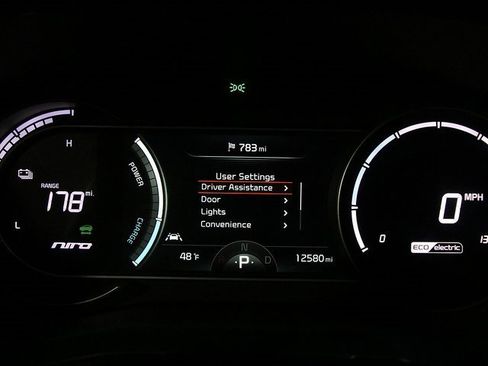 783 mi
H
User Settings
Driver Assistance >
Door >
Lights >
Convenience >
RANGE
178 mi.
POWER
0 MPH
L
CHARGE
niro
0
13
ECO electric
N
P D
48°F
12580 mi